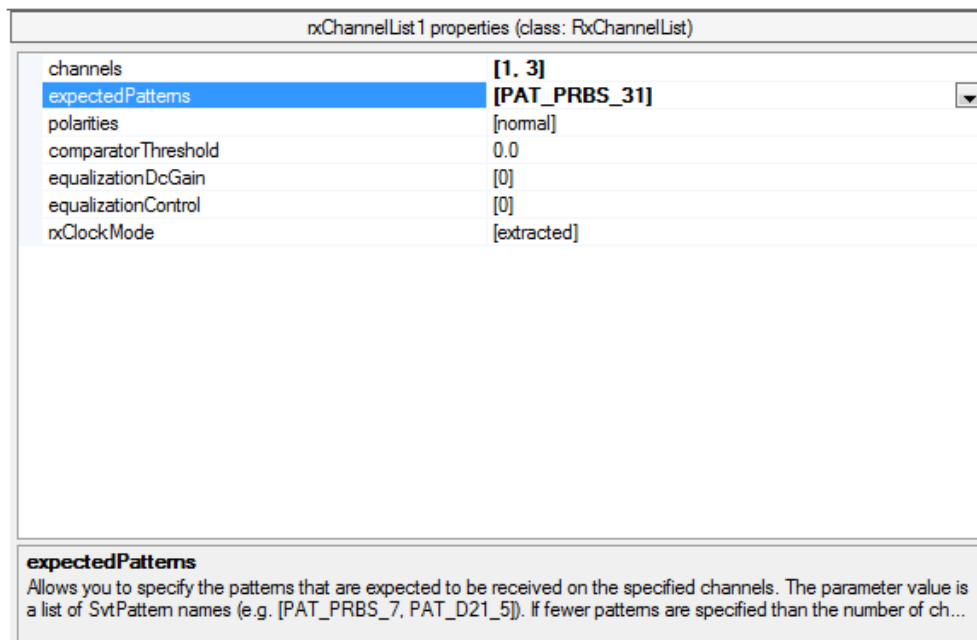 rxChannelList1 properties (class: RxChannelList)
channels [1, 3]
expectedPatterns [PAT_PRBS_31]
polarities [normal]
comparatorThreshold 0.0
equalizationDcGain [0]
equalizationControl [0]
rxClockMode [extracted]
expectedPatterns
Allows you to specify the patterns that are expected to be received on the specified channels. The parameter value is
a list of SvtPattern names (e.g. [PAT_PRBS_7, PAT_D21_5]). If fewer patterns are specified than the number of ch...